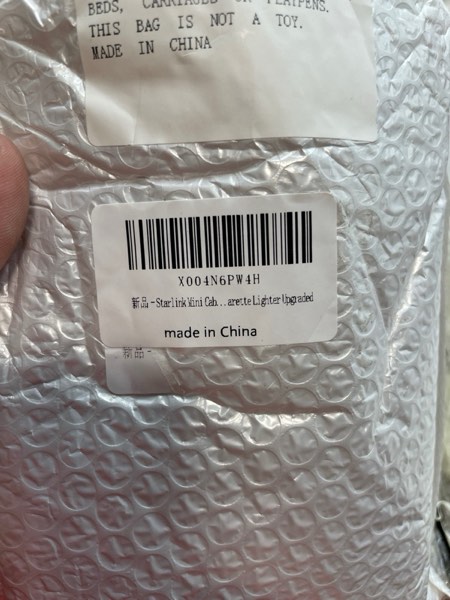 BEDS, CARRIAGES OR PLAYPENS.
THIS BAG IS NOT A TOY.
MADE IN CHINA
X004N6PW4H
新品 -Starlink Mini Cab...arette Lighter Upgraded
made in China
新品 -